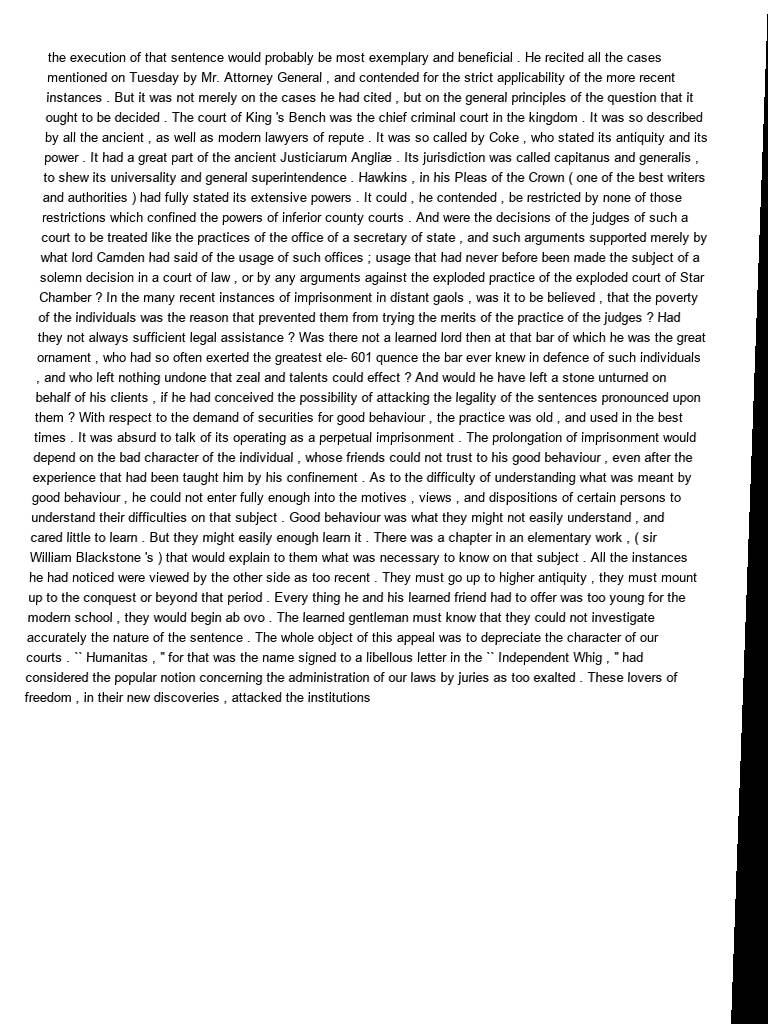 the execution of that sentence would probably be most exemplary and beneficial . He recited all the cases
mentioned on Tuesday by Mr. Attorney General , and contended for the strict applicability of the more recent
instances . But it was not merely on the cases he had cited , but on the general principles of the question that it
ought to be decided . The court of King 's Bench was the chief criminal court in the kingdom . It was so described
by all the ancient , as well as modern lawyers of repute . It was so called by Coke , who stated its antiquity and its
power . It had a great part of the ancient Justiciarum Angliæ . Its jurisdiction was called capitanus and generalis ,
to shew its universality and general superintendence . Hawkins , in his Pleas of the Crown ( one of the best writers
and authorities ) had fully stated its extensive powers . It could , he contended , be restricted by none of those
restrictions which confined the powers of inferior county courts . And were the decisions of the judges of such a
court to be treated like the practices of the office of a secretary of state , and such arguments supported merely by
what lord Camden had said of the usage of such offices ; usage that had never before been made the subject of a
solemn decision in a court of law , or by any arguments against the exploded practice of the exploded court of Star
Chamber ? In the many recent instances of imprisonment in distant gaols , was it to be believed , that the poverty
of the individuals was the reason that prevented them from trying the merits of the practice of the judges ? Had
they not always sufficient legal assistance ? Was there not a learned lord then at that bar of which he was the great
ornament , who had so often exerted the greatest ele- 601 quence the bar ever knew in defence of such individuals
, and who left nothing undone that zeal and talents could effect ? And would he have left a stone unturned on
behalf of his clients , if he had conceived the possibility of attacking the legality of the sentences pronounced upon
them ? With respect to the demand of securities for good behaviour , the practice was old , and used in the best
times . It was absurd to talk of its operating as a perpetual imprisonment . The prolongation of imprisonment would
depend on the bad character of the individual , whose friends could not trust to his good behaviour , even after the
experience that had been taught him by his confinement . As to the difficulty of understanding what was meant by
good behaviour , he could not enter fully enough into the motives , views , and dispositions of certain persons to
understand their difficulties on that subject . Good behaviour was what they might not easily understand , and
cared little to learn . But they might easily enough learn it . There was a chapter in an elementary work , ( sir
William Blackstone 's ) that would explain to them what was necessary to know on that subject . All the instances
he had noticed were viewed by the other side as too recent . They must go up to higher antiquity , they must mount
up to the conquest or beyond that period . Every thing he and his learned friend had to offer was too young for the
modern school , they would begin ab ovo . The learned gentleman must know that they could not investigate
accurately the nature of the sentence . The whole object of this appeal was to depreciate the character of our
courts . `` Humanitas , '' for that was the name signed to a libellous letter in the `` Independent Whig , '' had
considered the popular notion concerning the administration of our laws by juries as too exalted . These lovers of
freedom , in their new discoveries , attacked the institutions